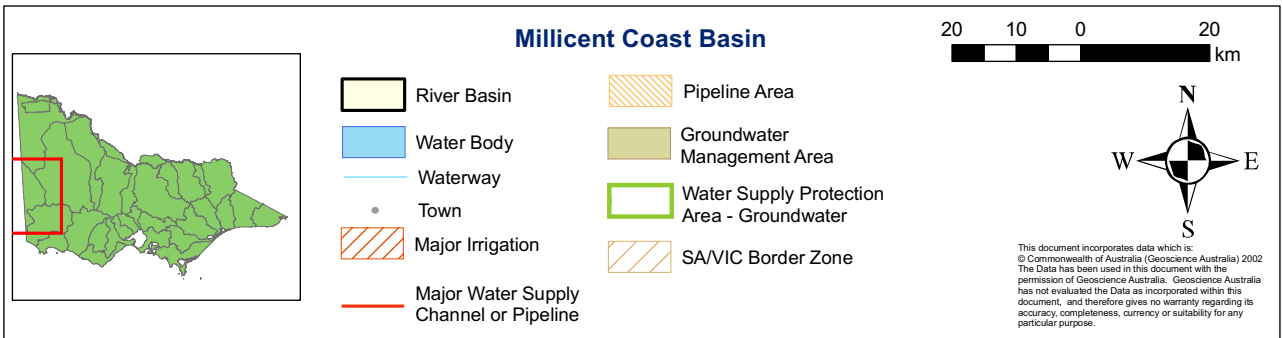 Millicent Coast Basin
River Basin
Water Body
Waterway
Town
Major Irrigation
Major Water Supply
Channel or Pipeline
Pipeline Area
Groundwater
Management Area
Water Supply Protection
Area - Groundwater
SA/VIC Border Zone
20 10 0 20
km
N
W E
S
This document incorporates data which is:
© Commonwealth of Australia (Geoscience Australia) 2002
The Data has been used in this document with the
permission of Geoscience Australia. Geoscience Australia
has not evaluated the Data as incorporated within this
document, and therefore gives no warranty regarding its
accuracy, completeness, currency or suitability for any
particular purpose.